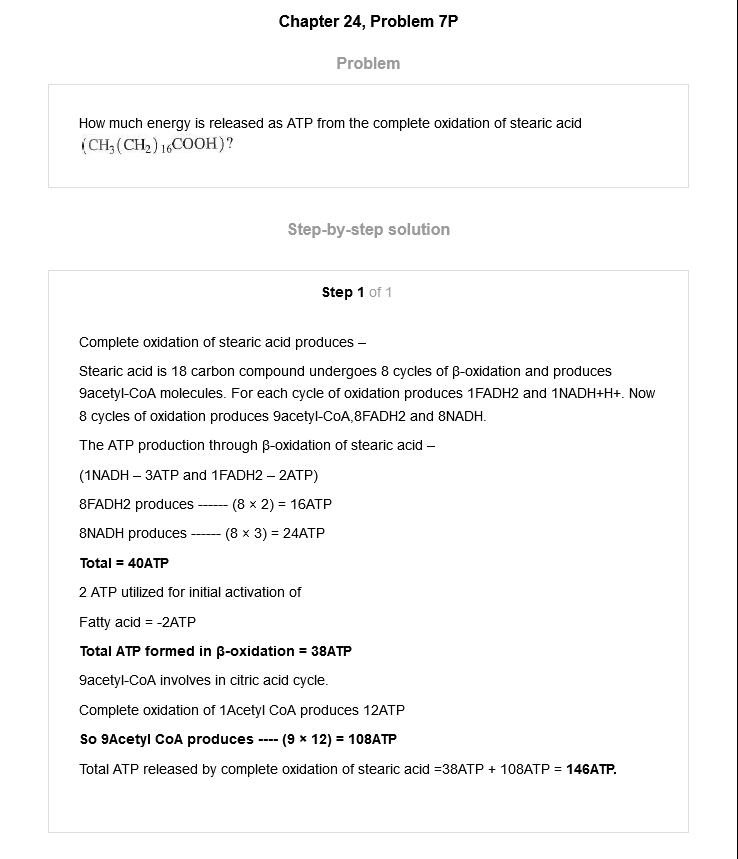 Chapter 24, Problem 7P
Problem
How much energy is released as ATP from the complete oxidation of stearic acid
(CH₃(CH₂)₁₆COOH)?
Step-by-step solution
Step 1 of 1
Complete oxidation of stearic acid produces –
Stearic acid is 18 carbon compound undergoes 8 cycles of β-oxidation and produces
9acetyl-CoA molecules. For each cycle of oxidation produces 1FADH2 and 1NADH+H+. Now
8 cycles of oxidation produces 9acetyl-CoA,8FADH2 and 8NADH.
The ATP production through β-oxidation of stearic acid –
(1NADH – 3ATP and 1FADH2 – 2ATP)
8FADH2 produces ------ (8 × 2) = 16ATP
8NADH produces ------ (8 × 3) = 24ATP
Total = 40ATP
2 ATP utilized for initial activation of
Fatty acid = -2ATP
Total ATP formed in β-oxidation = 38ATP
9acetyl-CoA involves in citric acid cycle.
Complete oxidation of 1Acetyl CoA produces 12ATP
So 9Acetyl CoA produces ---- (9 × 12) = 108ATP
Total ATP released by complete oxidation of stearic acid =38ATP + 108ATP = 146ATP.